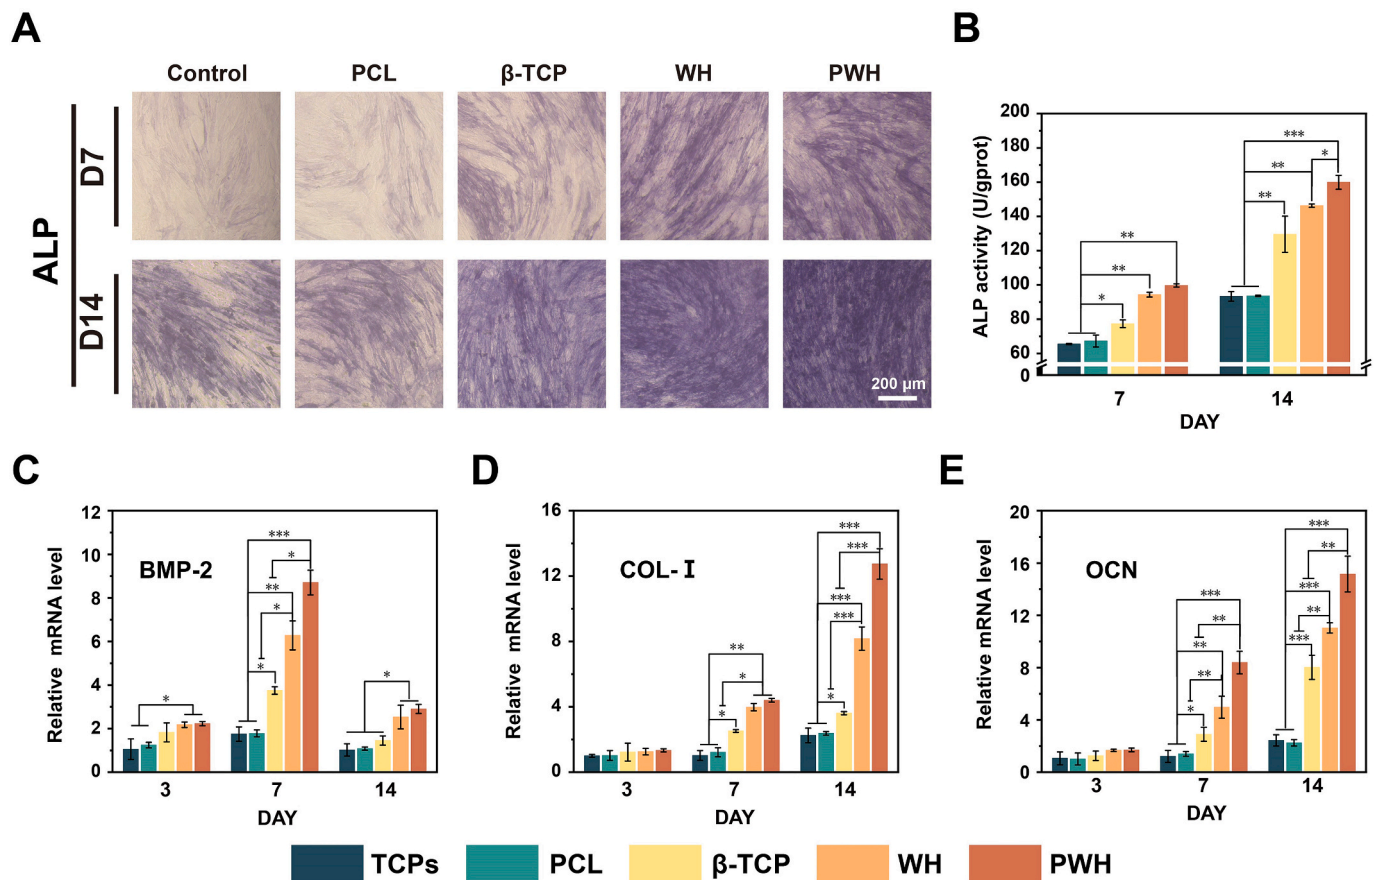 A
Control PCL β-TCP WH PWH
ALP
D7
D14
200 μm
B
ALP activity (U/gprot)
200
180
160
140
120
100
80
60
0
* ** ** ** ** *** *
7 14
DAY
C
Relative mRNA level
12
10
8
6
4
2
0
BMP-2
* * * ** * *** *
3 7 14
DAY
D
Relative mRNA level
16
12
8
4
0
COL-Ⅰ
* * ** * *** *** *** ***
3 7 14
DAY
E
Relative mRNA level
20
16
12
8
4
0
OCN
* ** ** ** *** *** ** *** ** ***
3 7 14
DAY
TCPs PCL β-TCP WH PWH